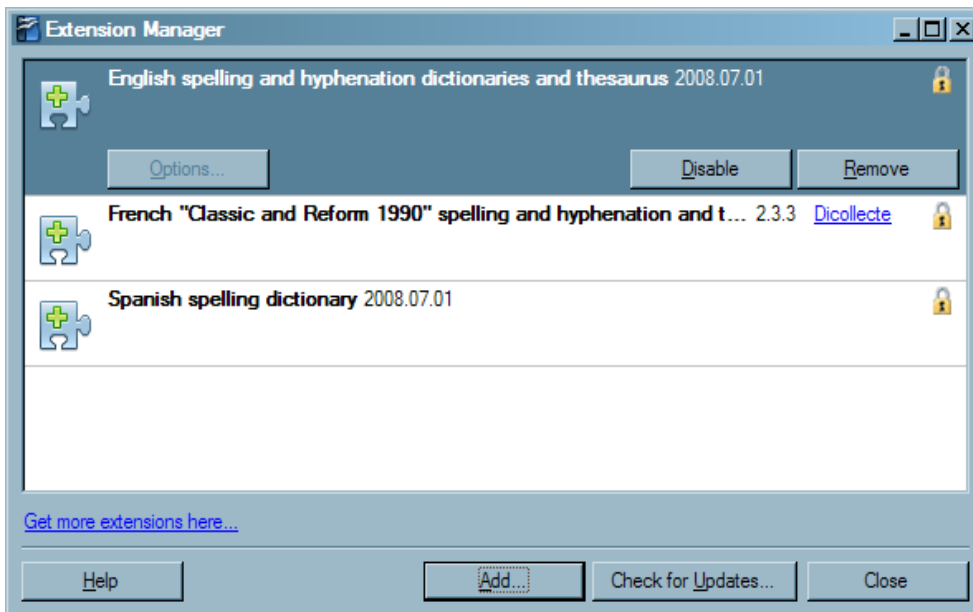 Extension Manager
English spelling and hyphenation dictionaries and thesaurus 2008.07.01
Options... Disable Remove
French "Classic and Reform 1990" spelling and hyphenation and t... 2.3.3 Dicollecte
Spanish spelling dictionary 2008.07.01
Get more extensions here...
Help Add... Check for Updates... Close